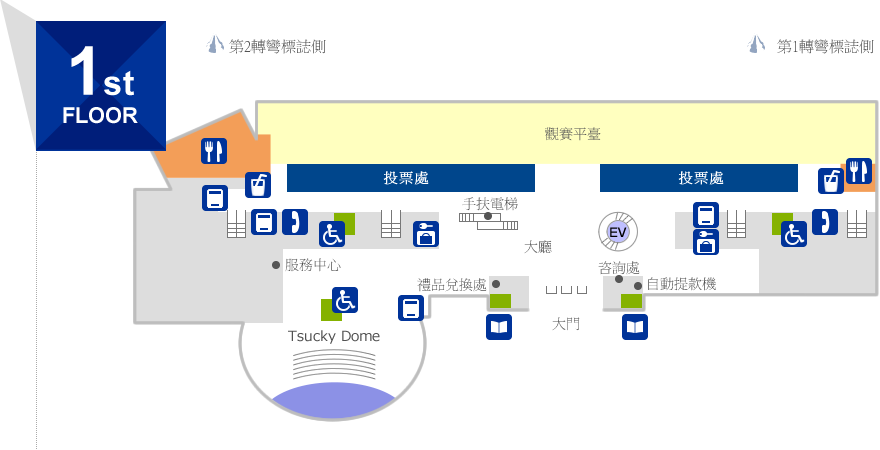 1st
FLOOR
第2轉彎標誌側
第1轉彎標誌側
觀賽平臺
投票處
投票處
手扶電梯
EV
大廳
服務中心
咨詢處
禮品兌換處
自動提款機
大門
Tsucky Dome